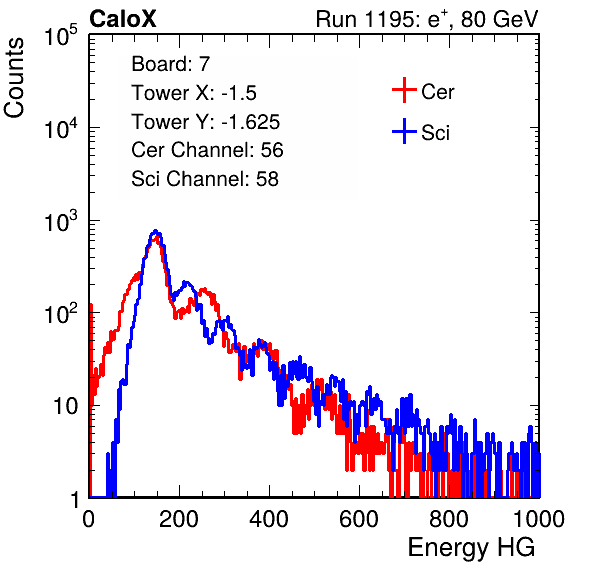 CaloX Run 1195: e⁺, 80 GeV
Counts
10⁵
10⁴
10³
10²
10
1
Board: 7
Tower X: -1.5
Tower Y: -1.625
Cer Channel: 56
Sci Channel: 58
Cer
Sci
0 200 400 600 800 1000
Energy HG